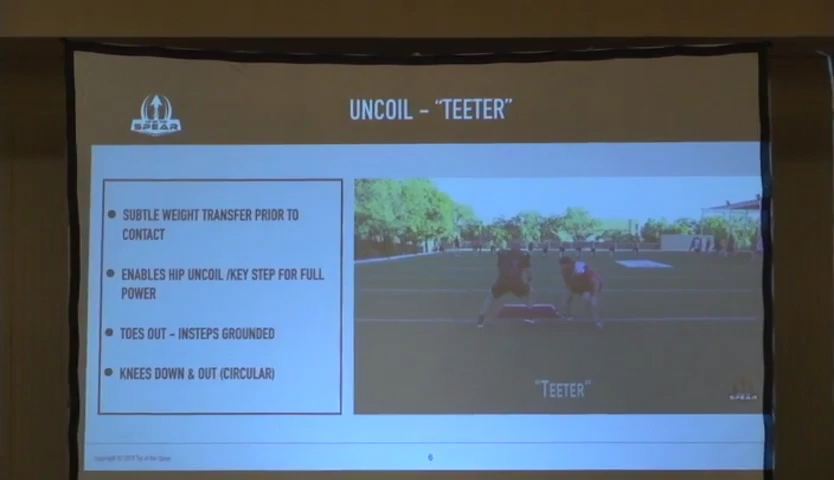 SPEAR
UNCOIL - "TEETER"
● SUBTLE WEIGHT TRANSFER PRIOR TO
CONTACT
● ENABLES HIP UNCOIL /KEY STEP FOR FULL
POWER
● TOES OUT - INSTEPS GROUNDED
● KNEES DOWN & OUT (CIRCULAR)
"TEETER"
SPEAR
6